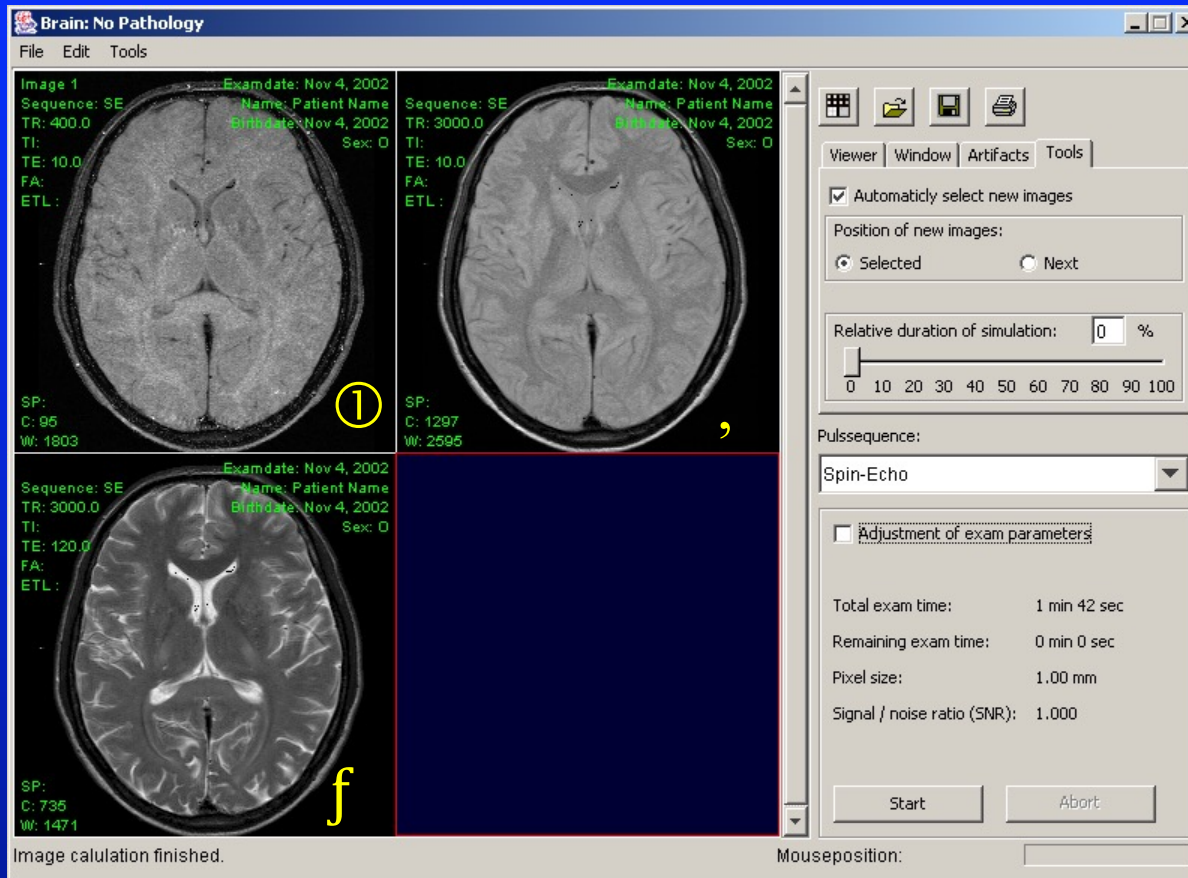 Brain: No Pathology
File Edit Tools
Image 1
Sequence: SE
TR: 400.0
TI:
TE: 10.0
FA:
ETL :
Examdate: Nov 4, 2002
Name: Patient Name
Birthdate: Nov 4, 2002
Sex: O
SP:
C: 95
W: 1803
①
Sequence: SE
TR: 3000.0
TI:
TE: 10.0
FA:
ETL :
Examdate: Nov 4, 2002
Name: Patient Name
Birthdate: Nov 4, 2002
Sex: O
SP:
C: 1297
W: 2595
,
Sequence: SE
TR: 3000.0
TI:
TE: 120.0
FA:
ETL :
Examdate: Nov 4, 2002
Name: Patient Name
Birthdate: Nov 4, 2002
Sex: O
SP:
C: 735
W: 1471
ƒ
Viewer Window Artifacts Tools
Automaticly select new images
Position of new images:
Selected Next
Relative duration of simulation: 0 %
0 10 20 30 40 50 60 70 80 90 100
Pulssequence:
Spin-Echo
Adjustment of exam parameters
Total exam time: 1 min 42 sec
Remaining exam time: 0 min 0 sec
Pixel size: 1.00 mm
Signal / noise ratio (SNR): 1.000
Start Abort
Image calulation finished. Mouseposition: